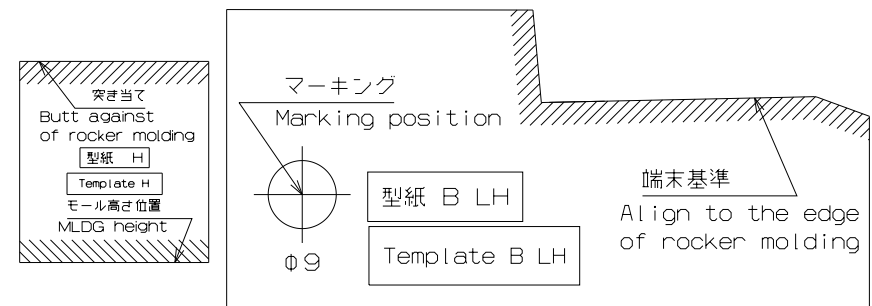 突き当て
Butt against
of rocker molding
型紙 H
Template H
モール高さ位置
MLDG height
マーキング
Marking position
型紙 B LH
Template B LH
φ9
端末基準
Align to the edge
of rocker molding